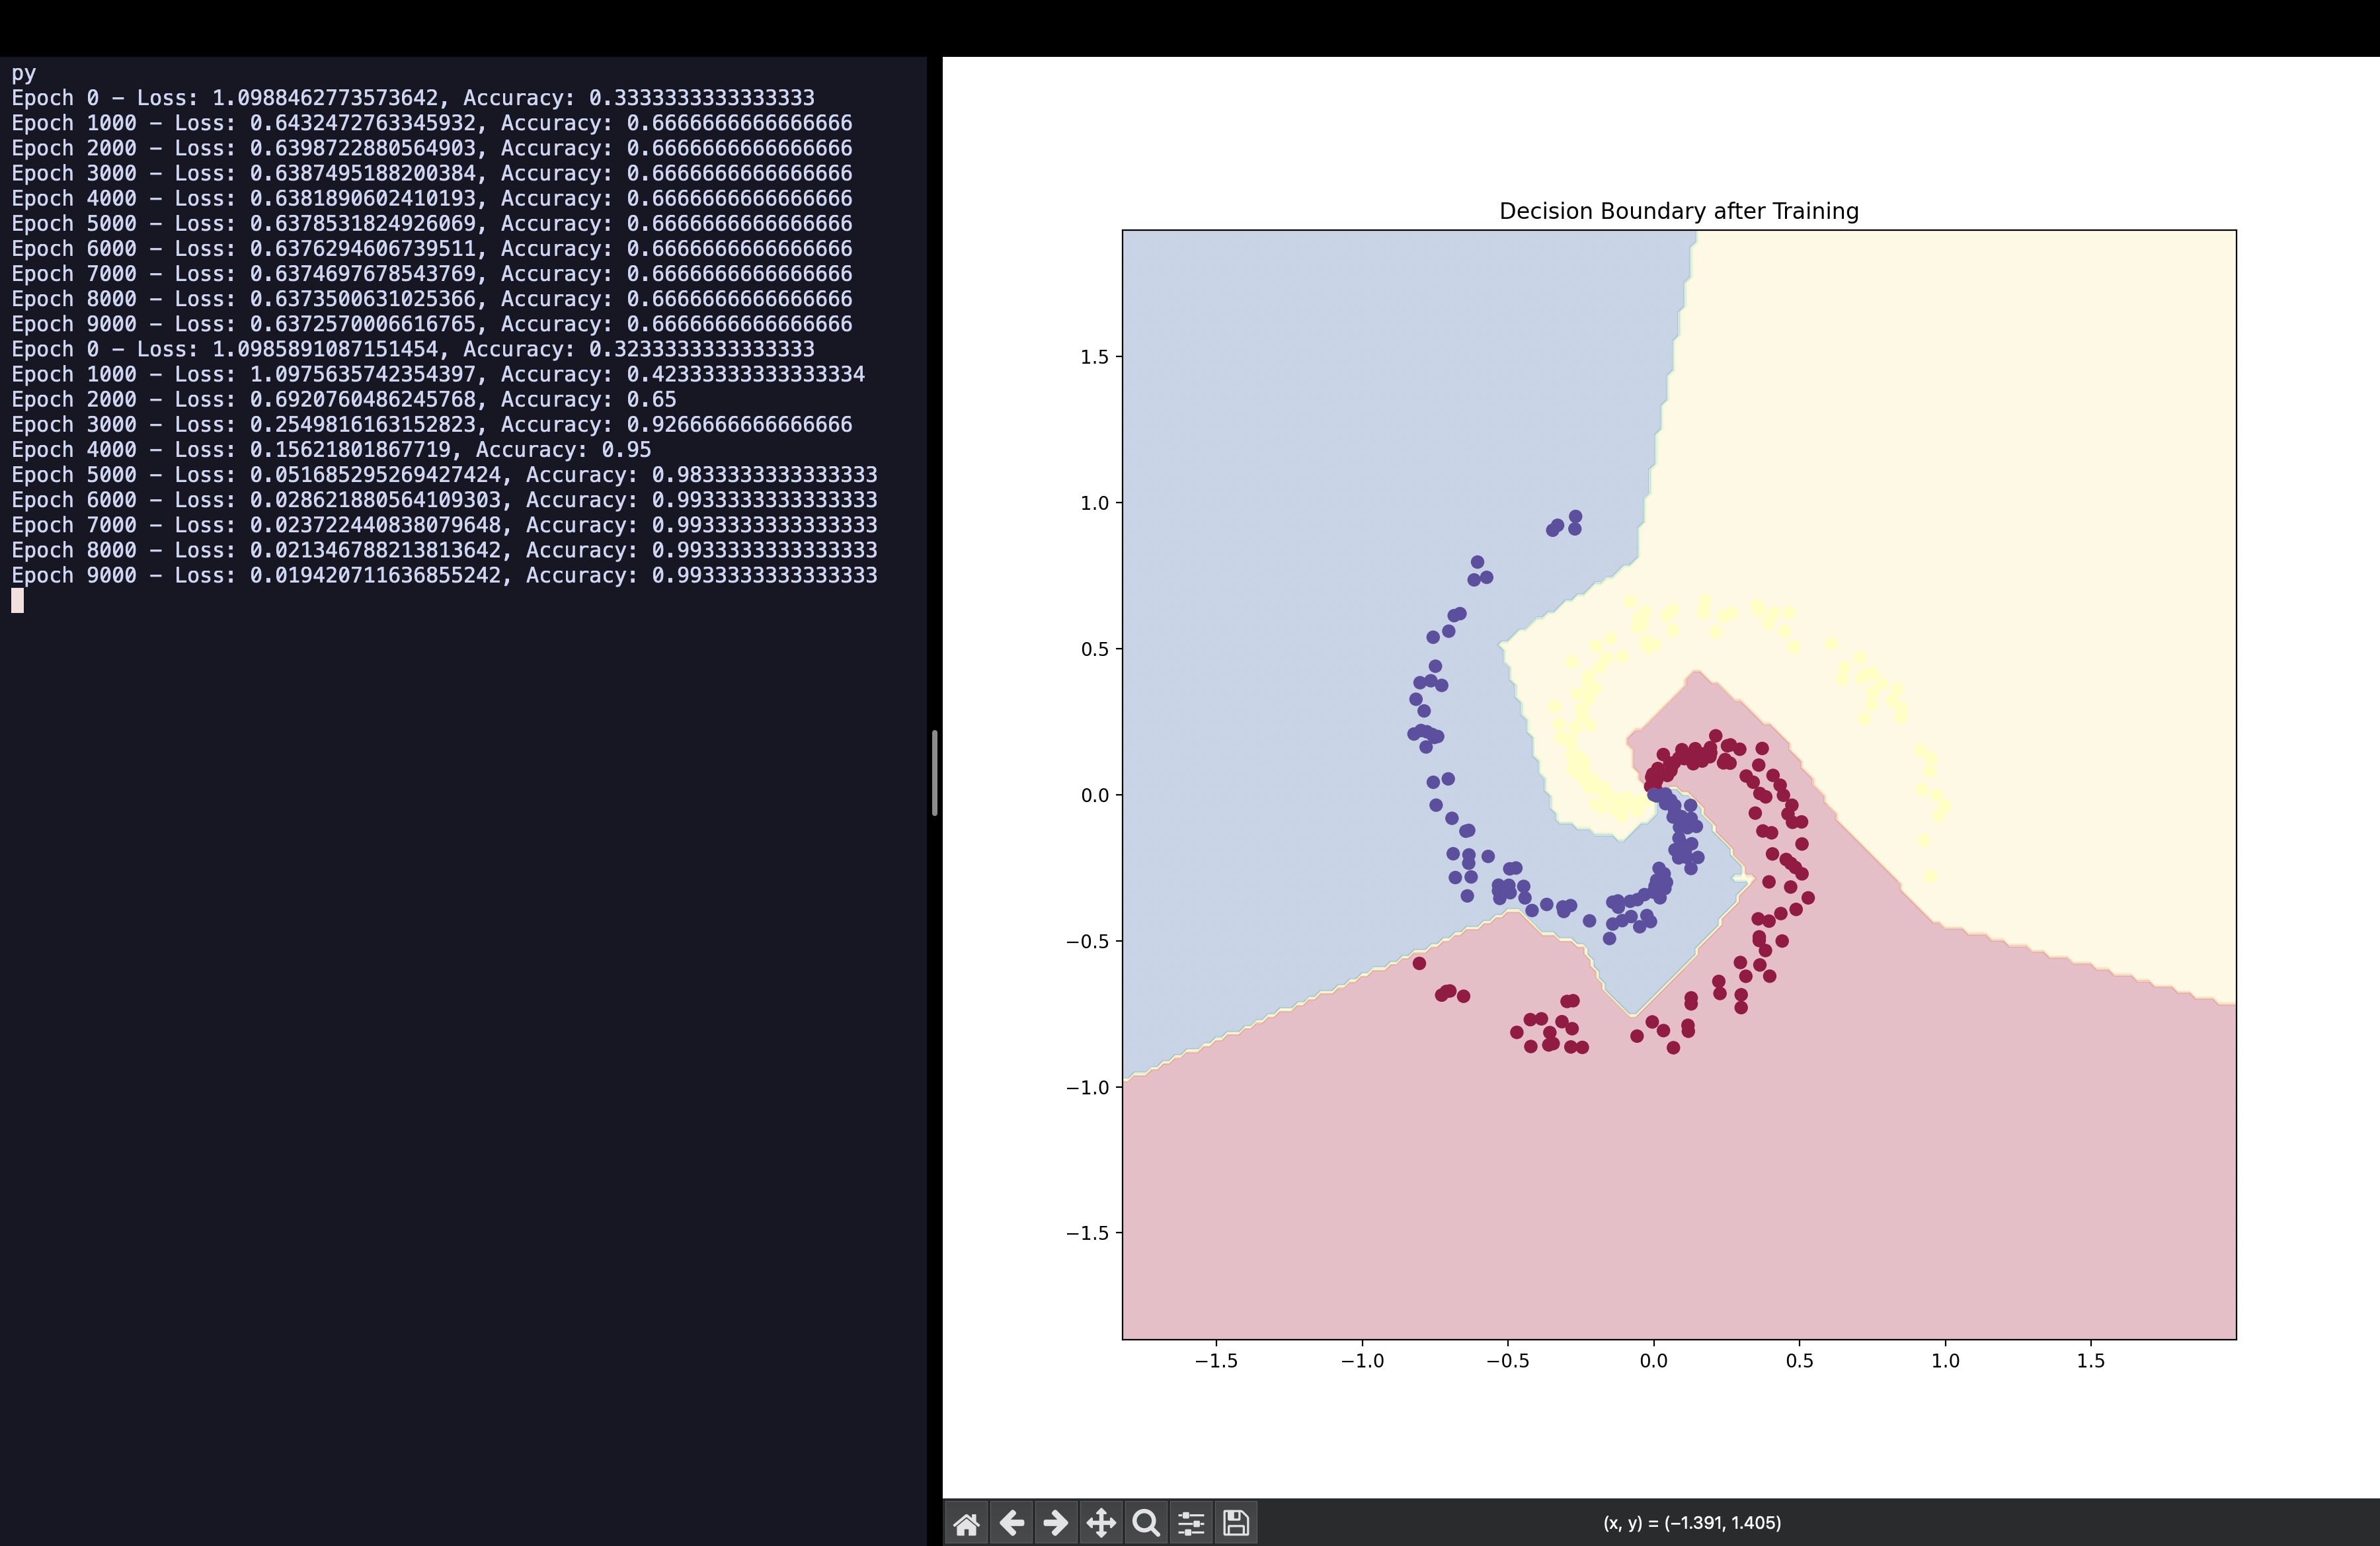 py
Epoch 0 – Loss: 1.0988462773573642, Accuracy: 0.3333333333333333
Epoch 1000 – Loss: 0.6432472763345932, Accuracy: 0.6666666666666666
Epoch 2000 – Loss: 0.6398722880564903, Accuracy: 0.6666666666666666
Epoch 3000 – Loss: 0.6387495188200384, Accuracy: 0.6666666666666666
Epoch 4000 – Loss: 0.6381890602410193, Accuracy: 0.6666666666666666
Epoch 5000 – Loss: 0.6378531824926069, Accuracy: 0.6666666666666666
Epoch 6000 – Loss: 0.6376294606739511, Accuracy: 0.6666666666666666
Epoch 7000 – Loss: 0.6374697678543769, Accuracy: 0.6666666666666666
Epoch 8000 – Loss: 0.6373500631025366, Accuracy: 0.6666666666666666
Epoch 9000 – Loss: 0.6372570006616765, Accuracy: 0.6666666666666666
Epoch 0 – Loss: 1.0985891087151454, Accuracy: 0.3233333333333333
Epoch 1000 – Loss: 1.0975635742354397, Accuracy: 0.42333333333333334
Epoch 2000 – Loss: 0.6920760486245768, Accuracy: 0.65
Epoch 3000 – Loss: 0.2549816163152823, Accuracy: 0.9266666666666666
Epoch 4000 – Loss: 0.15621801867719, Accuracy: 0.95
Epoch 5000 – Loss: 0.051685295269427424, Accuracy: 0.9833333333333333
Epoch 6000 – Loss: 0.028621880564109303, Accuracy: 0.9933333333333333
Epoch 7000 – Loss: 0.023722440838079648, Accuracy: 0.9933333333333333
Epoch 8000 – Loss: 0.021346788213813642, Accuracy: 0.9933333333333333
Epoch 9000 – Loss: 0.019420711636855242, Accuracy: 0.9933333333333333
Decision Boundary after Training
1.5
1.0
0.5
0.0
−0.5
−1.0
−1.5
−1.5 −1.0 −0.5 0.0 0.5 1.0 1.5
(x, y) = (−1.391, 1.405)